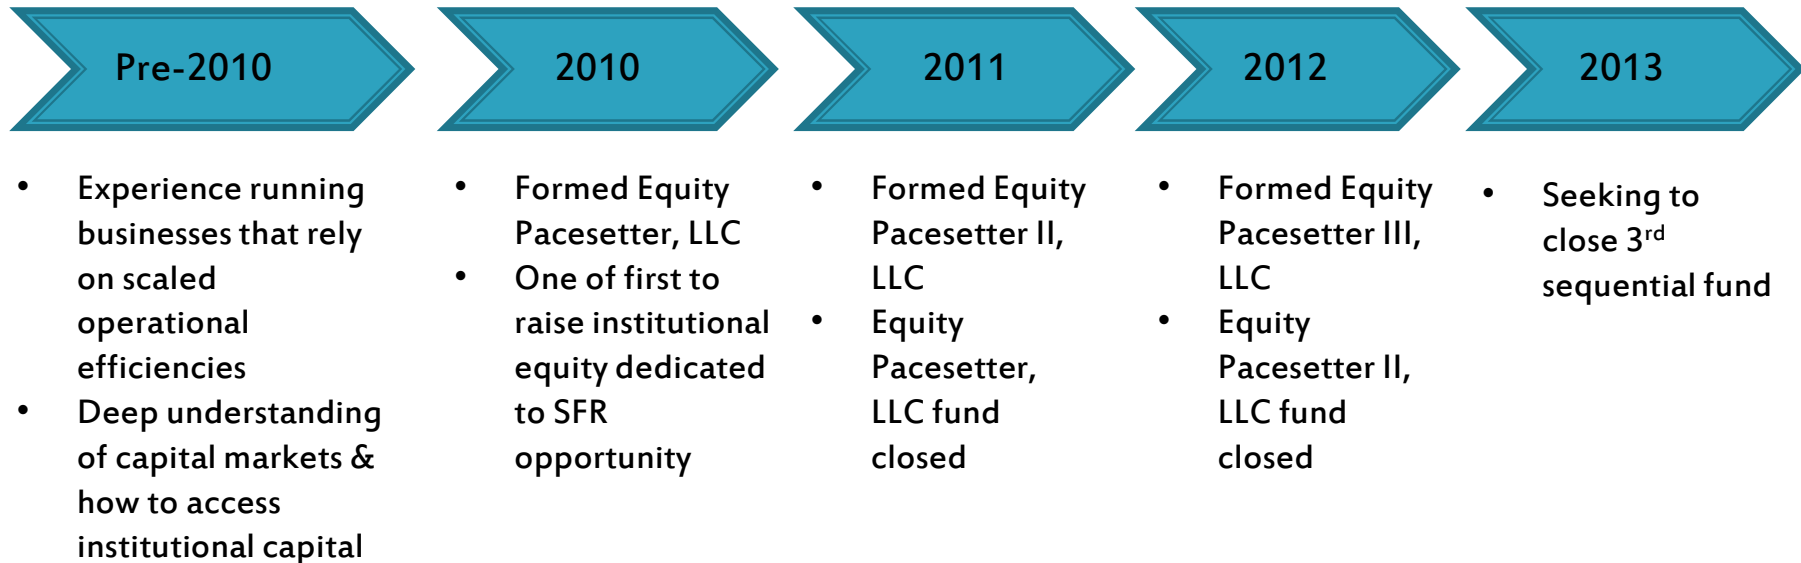 Pre-2010
2010
2011
2012
2013
• Experience running
businesses that rely
on scaled
operational
efficiencies
• Deep understanding
of capital markets &
how to access
institutional capital
• Formed Equity
Pacesetter, LLC
• One of first to
raise institutional
equity dedicated
to SFR
opportunity
• Formed Equity
Pacesetter II,
LLC
• Equity
Pacesetter,
LLC fund
closed
• Formed Equity
Pacesetter III,
LLC
• Equity
Pacesetter II,
LLC fund
closed
• Seeking to
close 3rd
sequential fund